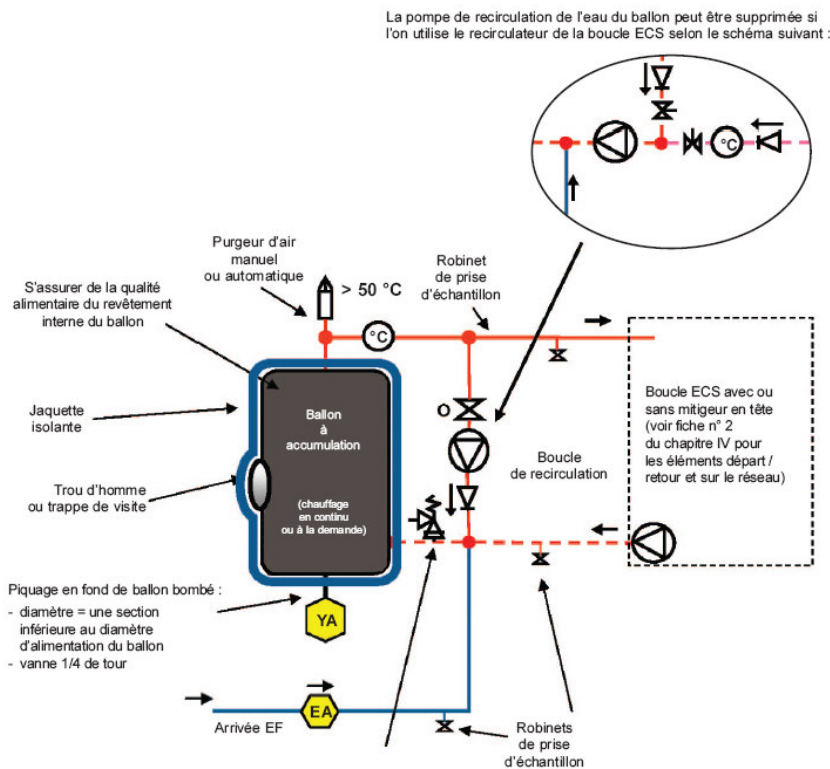 La pompe de recirculation de l'eau du ballon peut être supprimée si
l'on utilise le recirculateur de la boucle ECS selon le schéma suivant :
°C
Purgeur d'air
manuel
ou automatique
> 50 °C
Robinet
de prise
d'échantillon
S'assurer de la qualité
alimentaire du revêtement
interne du ballon
°C
Jaquette
isolante
Ballon
à
accumulation
O
Boucle ECS avec ou
sans mitigeur en tête
(voir fiche n° 2
du chapitre IV pour
les éléments départ /
retour et sur le réseau)
Boucle
de recirculation
Trou d'homme
ou trappe de visite
(chauffage
en continu
ou à la demande)
Piquage en fond de ballon bombé :
- diamètre = une section
inférieure au diamètre
d'alimentation du ballon
- vanne 1/4 de tour
YA
EA
Arrivée EF
Robinets
de prise
d'échantillon